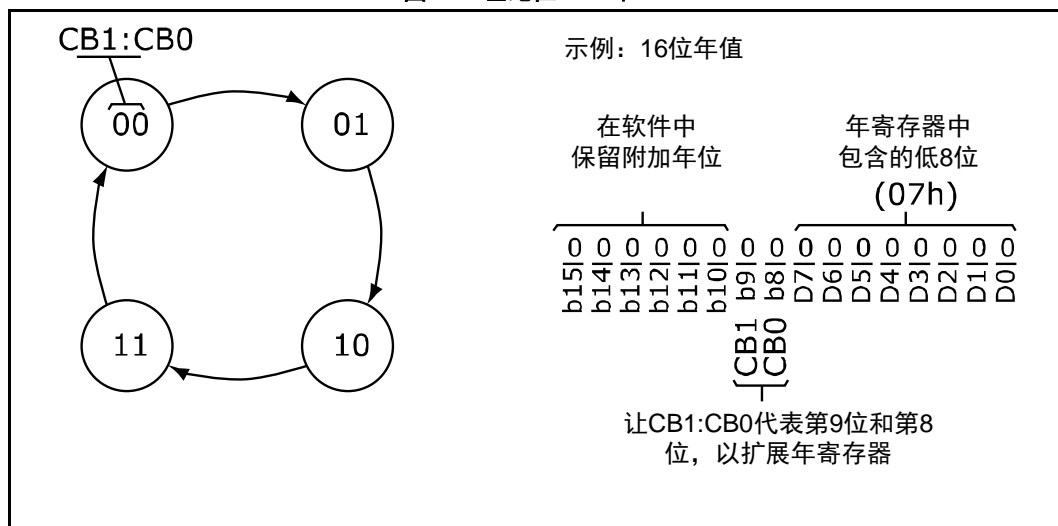 CB1:CB0
00
01
11
10
示例：16位年值
在软件中
保留附加年位
年寄存器中
包含的低8位
(07h)
0 0 0 0 0 0 0 0 0 0 0 0 0 0 0 0
b15 b14 b13 b12 b11 b10 b9 b8 D7 D6 D5 D4 D3 D2 D1 D0
CB1 CB0
让CB1:CB0代表第9位和第8
位，以扩展年寄存器